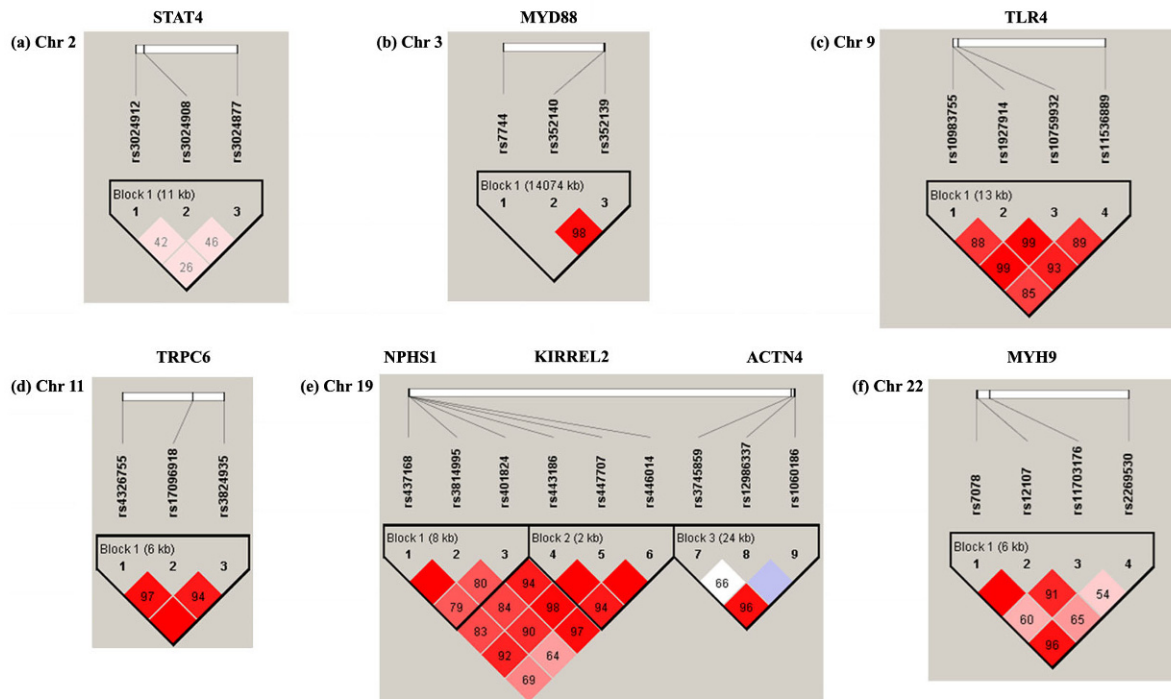 STAT4
(a) Chr 2
rs3024912
rs3024908
rs3024877
Block 1 (11 kb)
1 2 3
42 46
26
MYD88
(b) Chr 3
rs7744
rs352140
rs352139
Block 1 (14074 kb)
1 2 3
98
TLR4
(c) Chr 9
rs10983755
rs1927914
rs10759932
rs11536889
Block 1 (13 kb)
1 2 3 4
88 99 89
99 93
85
TRPC6
(d) Chr 11
rs4326755
rs17096918
rs3824935
Block 1 (6 kb)
1 2 3
97 94
NPHS1 KIRREL2 ACTN4
(e) Chr 19
rs437168
rs3814995
rs401824
rs443186
rs447707
rs446014
rs3745859
rs12986337
rs1060186
Block 1 (8 kb) Block 2 (2 kb) Block 3 (24 kb)
1 2 3 4 5 6 7 8 9
80 94 66
79 84 98 94 96
83 90 97
92 64
69
MYH9
(f) Chr 22
rs7078
rs12107
rs11703176
rs2269530
Block 1 (6 kb)
1 2 3 4
91 54
60 65
96